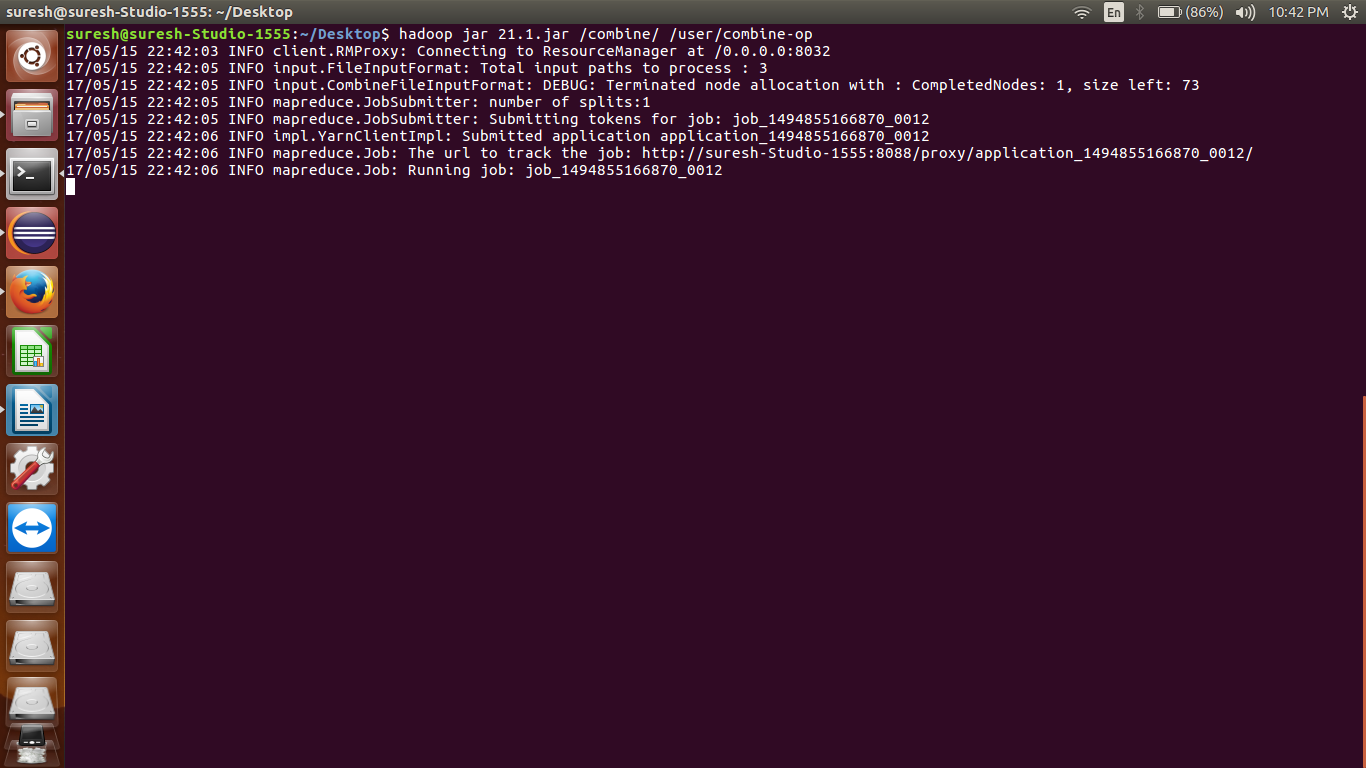 suresh@suresh-Studio-1555: ~/Desktop
En
(86%)
10:42 PM
suresh@suresh-Studio-1555:~/Desktop$ hadoop jar 21.1.jar /combine/ /user/combine-op
17/05/15 22:42:03 INFO client.RMProxy: Connecting to ResourceManager at /0.0.0.0:8032
17/05/15 22:42:05 INFO input.FileInputFormat: Total input paths to process : 3
17/05/15 22:42:05 INFO input.CombineFileInputFormat: DEBUG: Terminated node allocation with : CompletedNodes: 1, size left: 73
17/05/15 22:42:05 INFO mapreduce.JobSubmitter: number of splits:1
17/05/15 22:42:05 INFO mapreduce.JobSubmitter: Submitting tokens for job: job_1494855166870_0012
17/05/15 22:42:06 INFO impl.YarnClientImpl: Submitted application application_1494855166870_0012
17/05/15 22:42:06 INFO mapreduce.Job: The url to track the job: http://suresh-Studio-1555:8088/proxy/application_1494855166870_0012/
17/05/15 22:42:06 INFO mapreduce.Job: Running job: job_1494855166870_0012